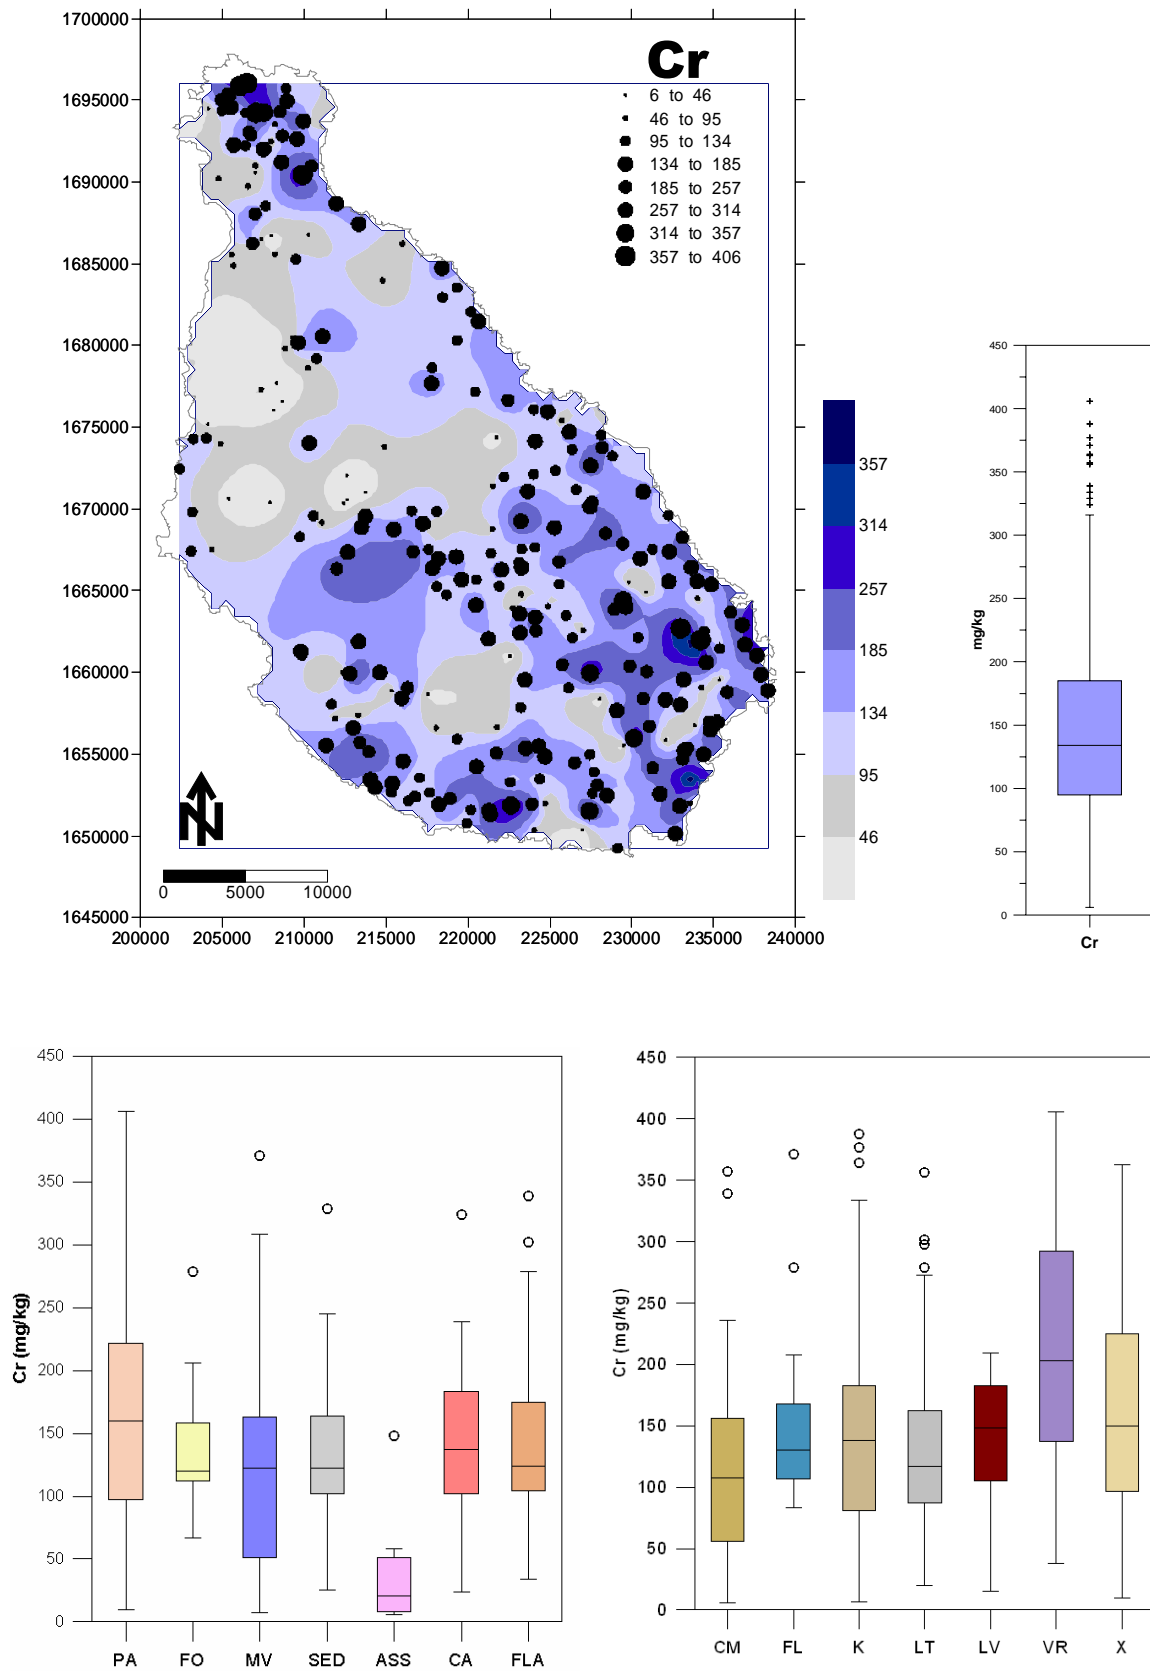 Cr
6 to 46
46 to 95
95 to 134
134 to 185
185 to 257
257 to 314
314 to 357
357 to 406
1700000
1695000
1690000
1685000
1680000
1675000
1670000
1665000
1660000
1655000
1650000
1645000
200000 205000 210000 215000 220000 225000 230000 235000 240000
N
0 5000 10000
357
314
257
185
134
95
46
mg/kg
450
400
350
300
250
200
150
100
50
0
Cr
Cr (mg/kg)
450
400
350
300
250
200
150
100
50
0
PA FO MV SED ASS CA FLA
Cr (mg/kg)
450
400
350
300
250
200
150
100
50
0
CM FL K LT LV VR X